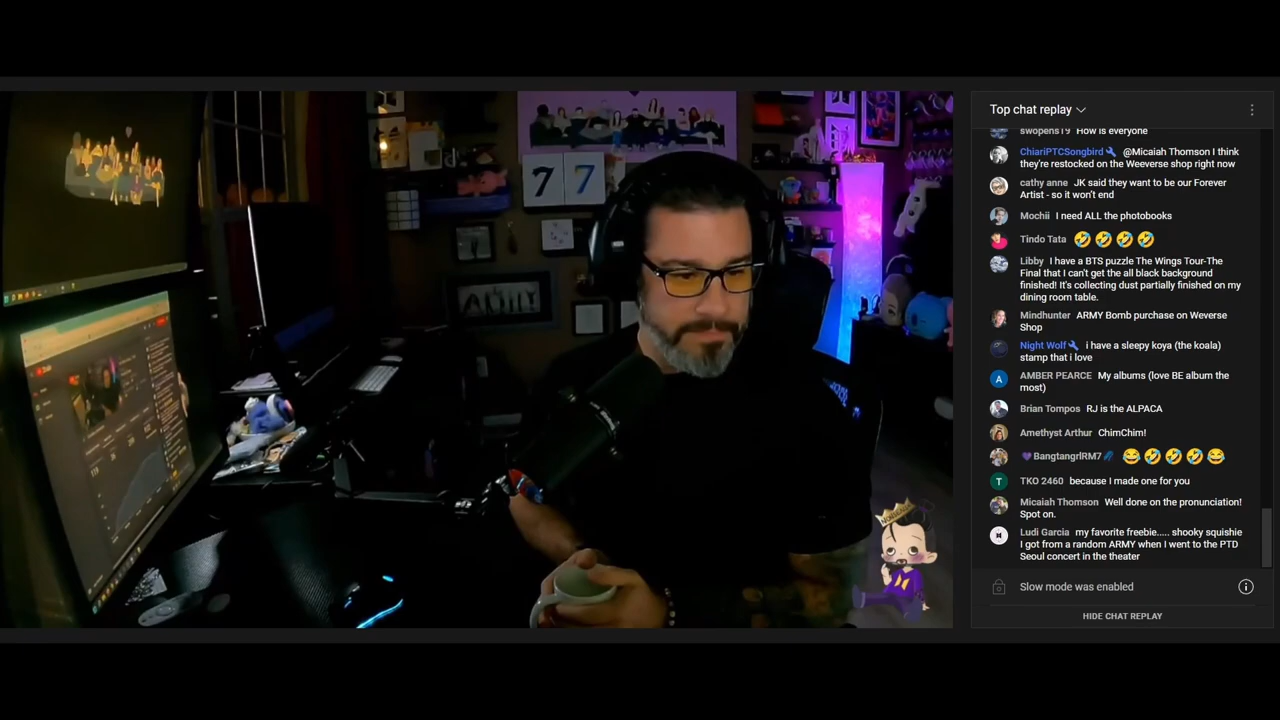 7 7
ARMY
Top chat replay
swopens19 How is everyone
ChiariPTCSongbird @Micaiah Thomson I think
they're restocked on the Weeverse shop right now
cathy anne JK said they want to be our Forever
Artist - so it won't end
Mochii I need ALL the photobooks
Tindo Tata 🤣🤣🤣🤣
Libby I have a BTS puzzle The Wings Tour-The
Final that I can't get the all black background
finished! It's collecting dust partially finished on my
dining room table.
Mindhunter ARMY Bomb purchase on Weverse
Shop
Night Wolf i have a sleepy koya (the koala)
stamp that i love
A AMBER PEARCE My albums (love BE album the
most)
Brian Tompos RJ is the ALPACA
Amethyst Arthur ChimChim!
💜BangtangrlRM7 😂🤣🤣🤣😂
T TKO 2460 because I made one for you
Micaiah Thomson Well done on the pronunciation!
Spot on.
Ludi Garcia my favorite freebie..... shooky squishie
I got from a random ARMY when I went to the PTD
Seoul concert in the theater
Slow mode was enabled
HIDE CHAT REPLAY